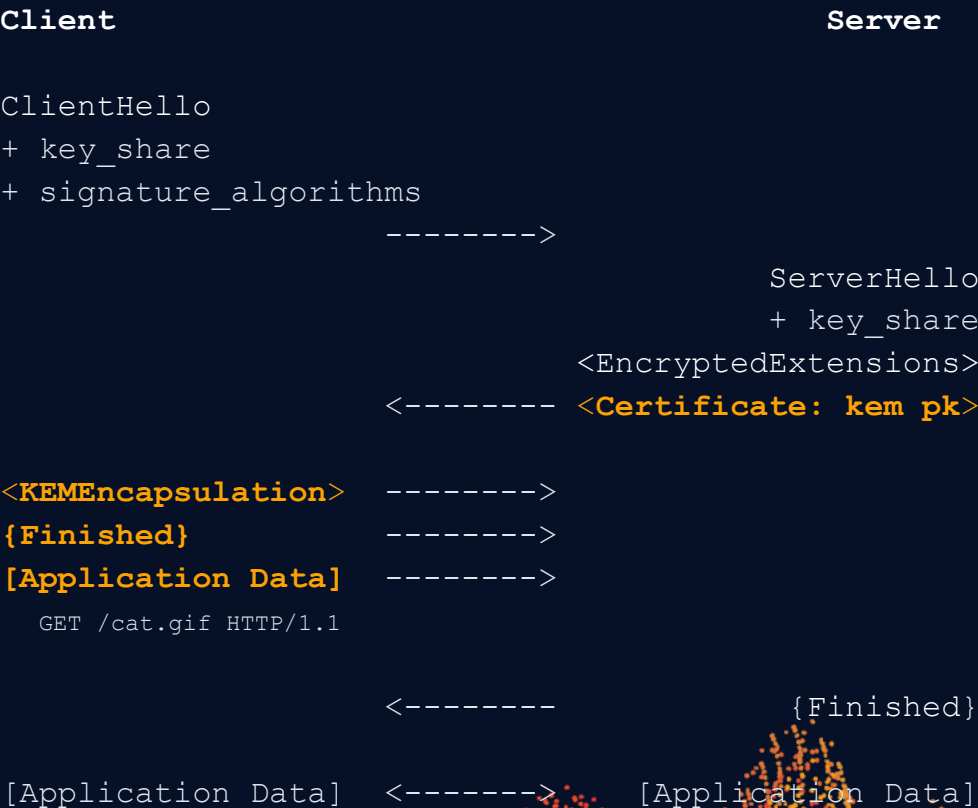 Client Server
ClientHello
+ key_share
+ signature_algorithms
-------->
ServerHello
+ key_share
<EncryptedExtensions>
<-------- <Certificate: kem pk>
<KEMEncapsulation> -------->
{Finished} -------->
[Application Data] -------->
GET /cat.gif HTTP/1.1
<-------- {Finished}
[Application Data] <-------> [Application Data]